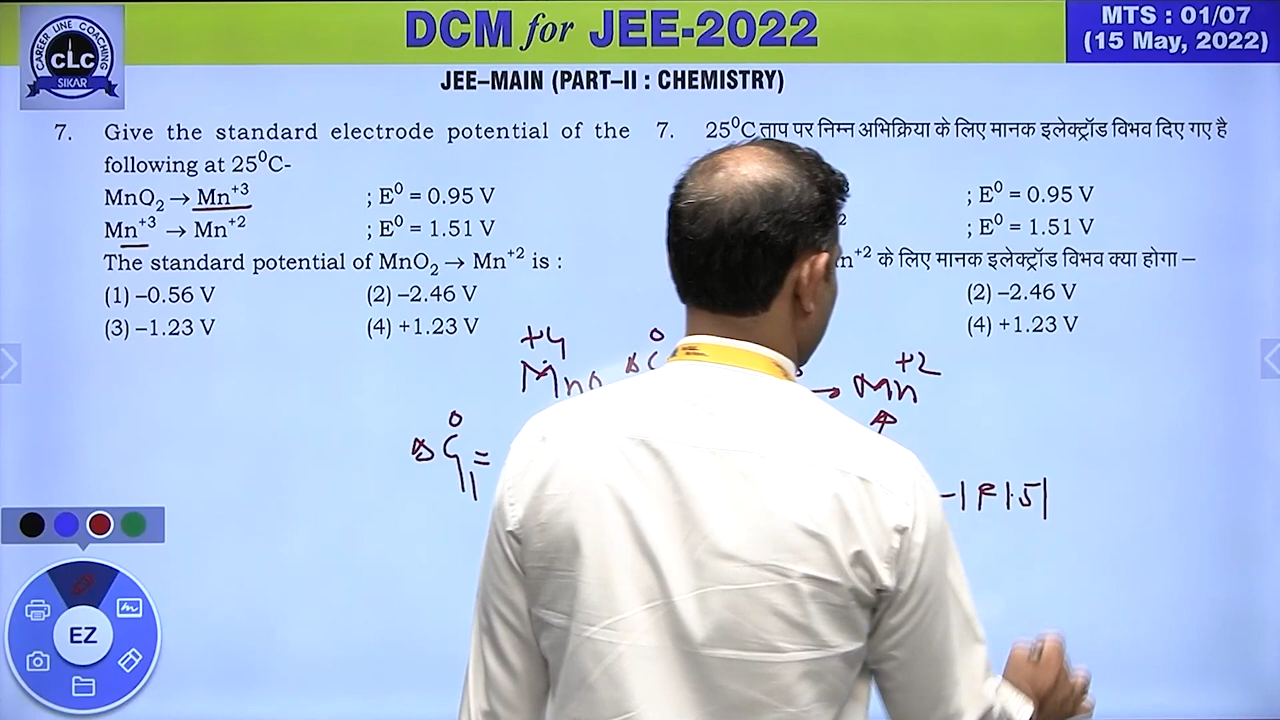 CAREER LINE COACHING
CLC
SIKAR
DCM for JEE-2022
MTS : 01/07
(15 May, 2022)
JEE–MAIN (PART–II : CHEMISTRY)
7. Give the standard electrode potential of the
following at 25⁰C-
MnO₂ → Mn⁺³ ; E⁰ = 0.95 V
Mn⁺³ → Mn⁺² ; E⁰ = 1.51 V
The standard potential of MnO₂ → Mn⁺² is :
(1) –0.56 V (2) –2.46 V
(3) –1.23 V (4) +1.23 V
7. 25⁰C ताप पर निम्न अभिक्रिया के लिए मानक इलेक्ट्रॉड विभव दिए गए है
; E⁰ = 0.95 V
; E⁰ = 1.51 V
के लिए मानक इलेक्ट्रॉड विभव क्या होगा –
(2) –2.46 V
(4) +1.23 V
+4
→ Mn⁺²
–1 F 1.51
EZ